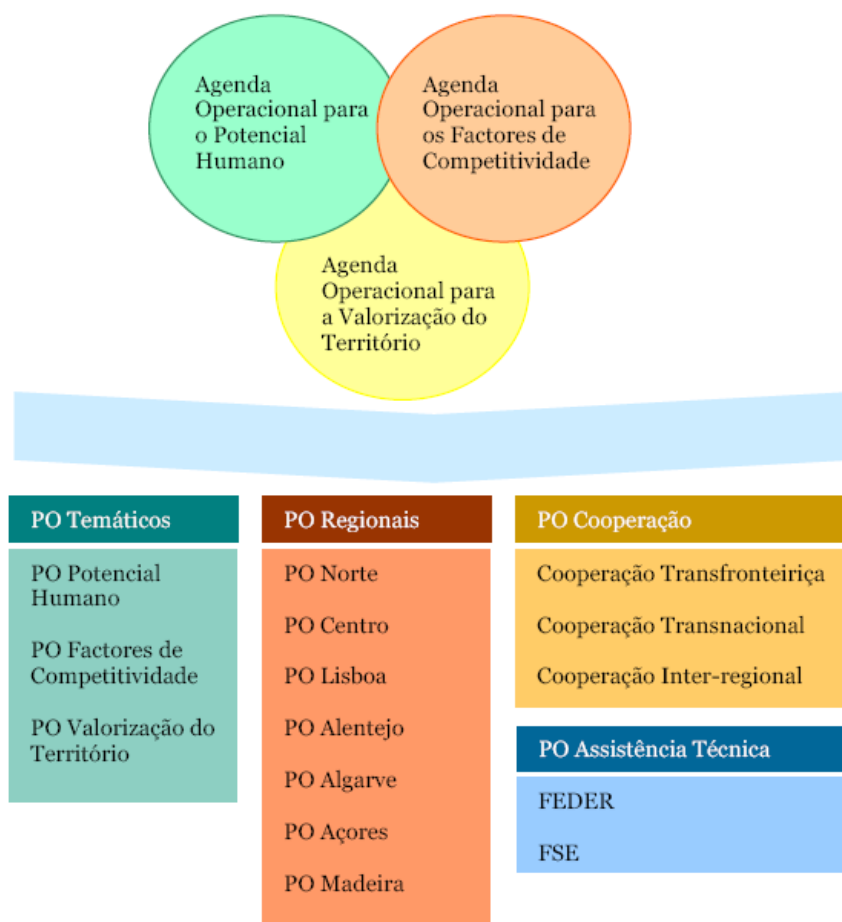 Agenda
Operacional para
o Potencial
Humano
Agenda
Operacional para
os Factores de
Competitividade
Agenda
Operacional para
a Valorização do
Território
PO Temáticos
PO Potencial
Humano
PO Factores de
Competitividade
PO Valorização do
Território
PO Regionais
PO Norte
PO Centro
PO Lisboa
PO Alentejo
PO Algarve
PO Açores
PO Madeira
PO Cooperação
Cooperação Transfronteiriça
Cooperação Transnacional
Cooperação Inter-regional
PO Assistência Técnica
FEDER
FSE